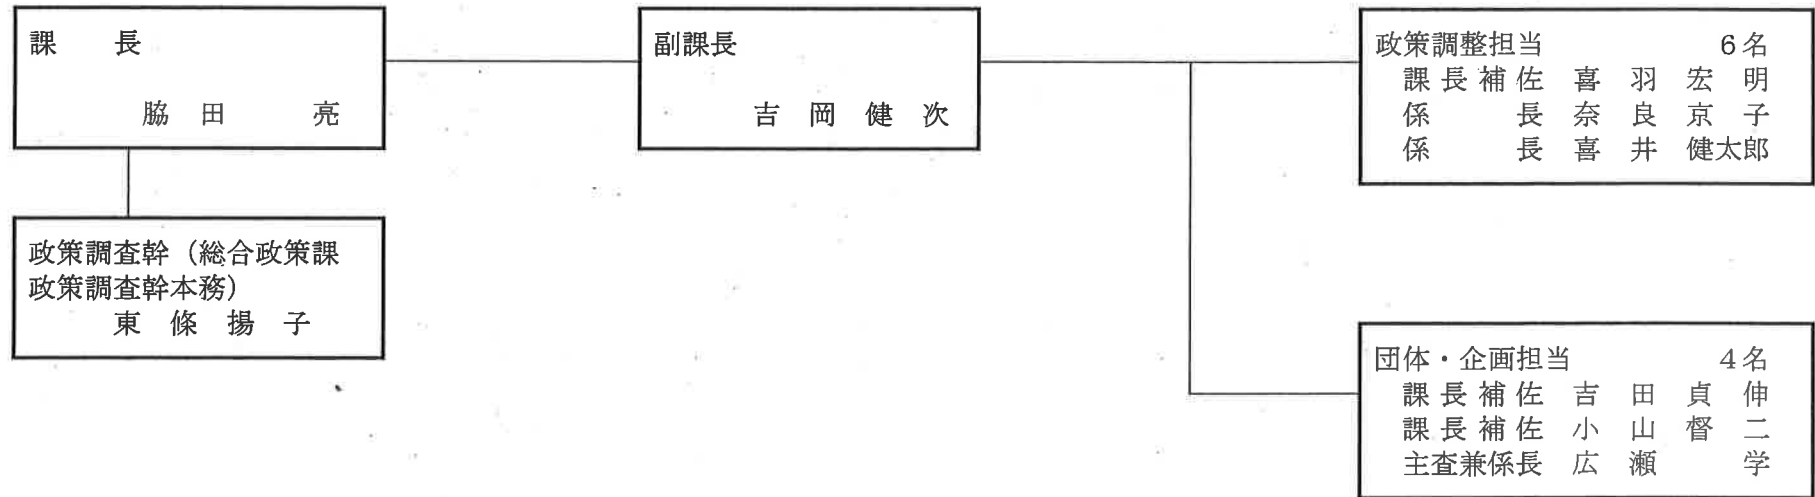 課　　長
脇　田　　　亮
政策調査幹（総合政策課
政策調査幹本務）
東　條　揚　子
副課長
吉　岡　健　次
政策調整担当　　　　　　6名
課長補佐　喜　羽　宏　明
係　　長　奈　良　京　子
係　　長　喜　井　健太郎
団体・企画担当　　　　　4名
課長補佐　吉　田　貞　伸
課長補佐　小　山　督　二
主査兼係長　広　瀬　　　学